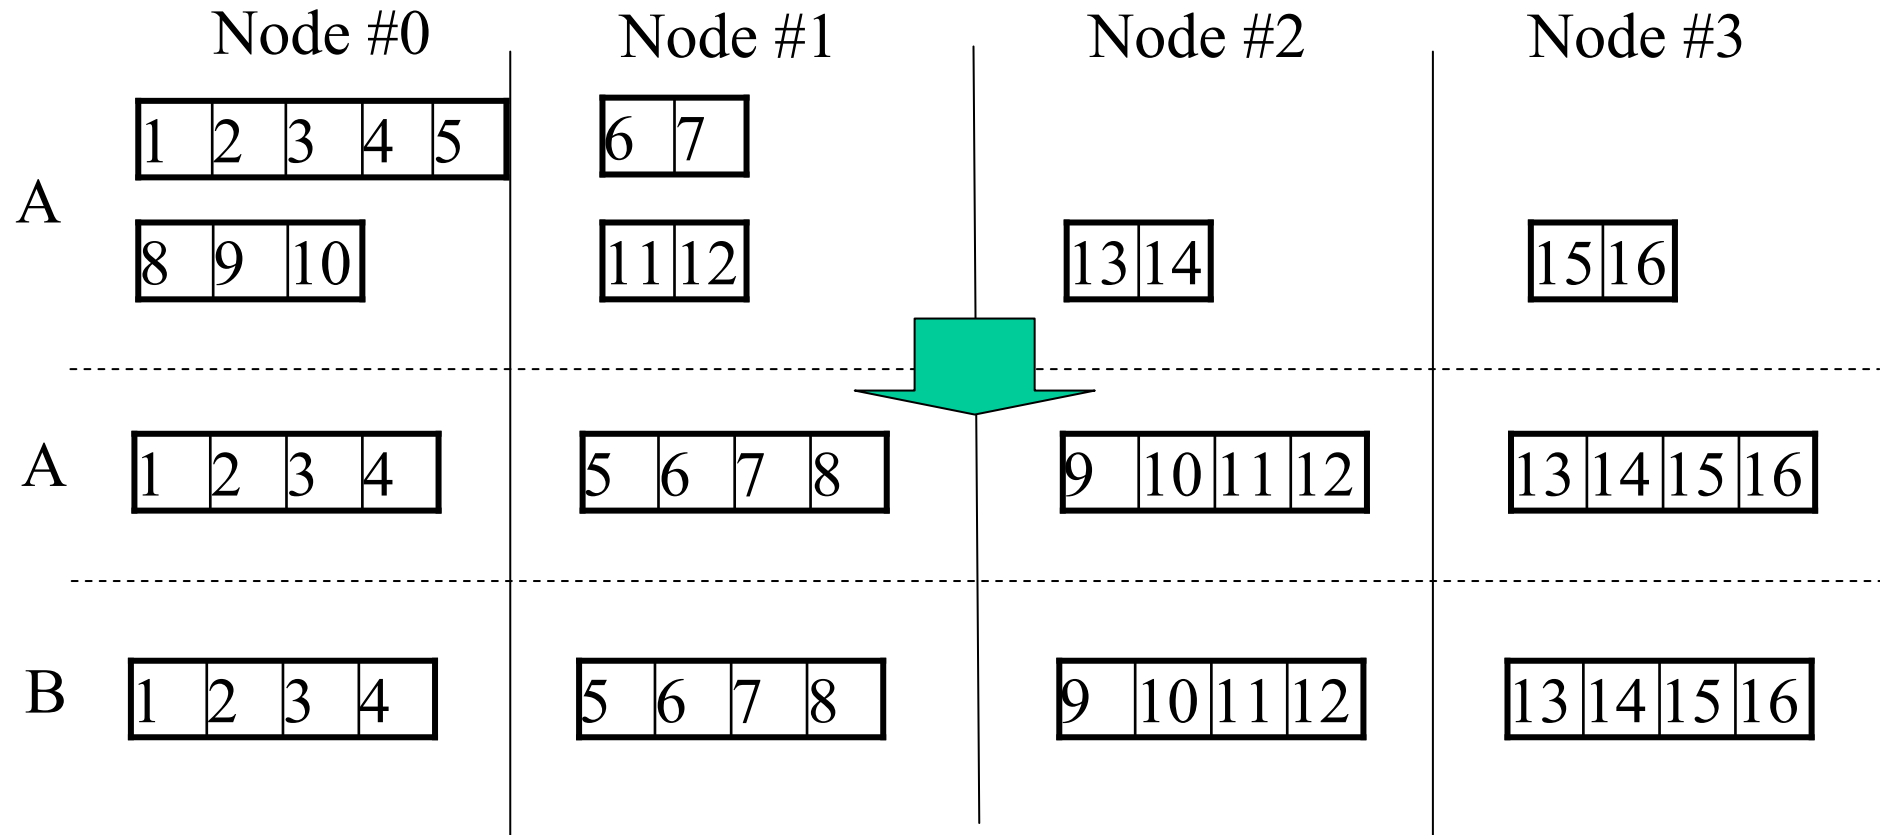 Node #0 Node #1 Node #2 Node #3
1 2 3 4 5 6 7
A
8 9 10 11 12 13 14 15 16
A 1 2 3 4 5 6 7 8 9 10 11 12 13 14 15 16
B 1 2 3 4 5 6 7 8 9 10 11 12 13 14 15 16